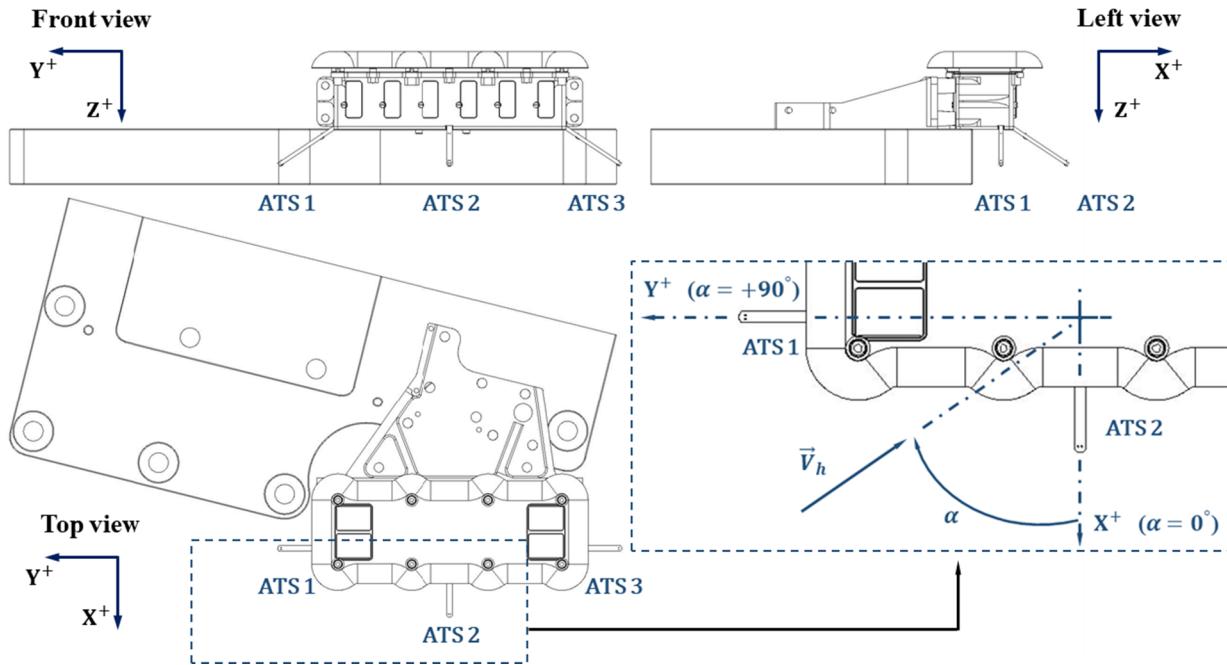 Front view
Y⁺
Z⁺
ATS 1
ATS 2
ATS 3
Left view
X⁺
Z⁺
ATS 1
ATS 2
Top view
Y⁺
X⁺
ATS 1
ATS 2
ATS 3
Y⁺ (α = +90°)
ATS 1
ATS 2
V⃗ₕ
α
X⁺ (α = 0°)